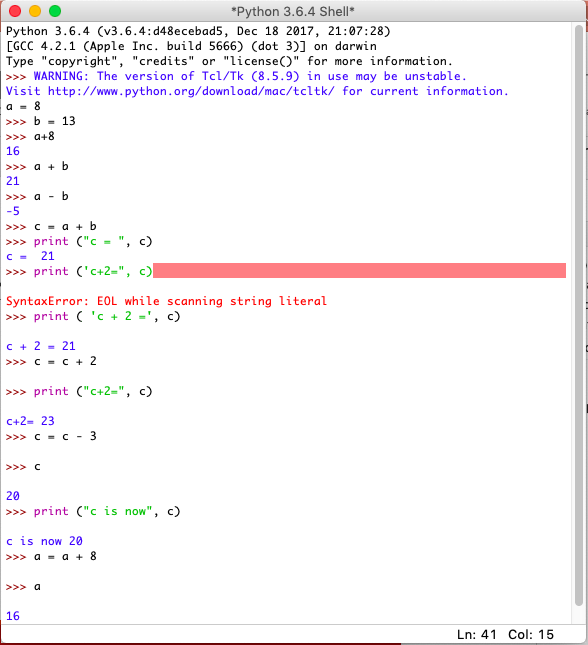 *Python 3.6.4 Shell*
Python 3.6.4 (v3.6.4:d48ecebad5, Dec 18 2017, 21:07:28)
[GCC 4.2.1 (Apple Inc. build 5666) (dot 3)] on darwin
Type "copyright", "credits" or "license()" for more information.
>>> WARNING: The version of Tcl/Tk (8.5.9) in use may be unstable.
Visit http://www.python.org/download/mac/tcltk/ for current information.
a = 8
>>> b = 13
>>> a+8
16
>>> a + b
21
>>> a - b
-5
>>> c = a + b
>>> print ("c = ", c)
c =  21
>>> print ('c+2=", c)
SyntaxError: EOL while scanning string literal
>>> print ( 'c + 2 =', c)
c + 2 = 21
>>> c = c + 2
>>> print ("c+2=", c)
c+2= 23
>>> c = c - 3
>>> c
20
>>> print ("c is now", c)
c is now 20
>>> a = a + 8
>>> a
16
Ln: 41 Col: 15